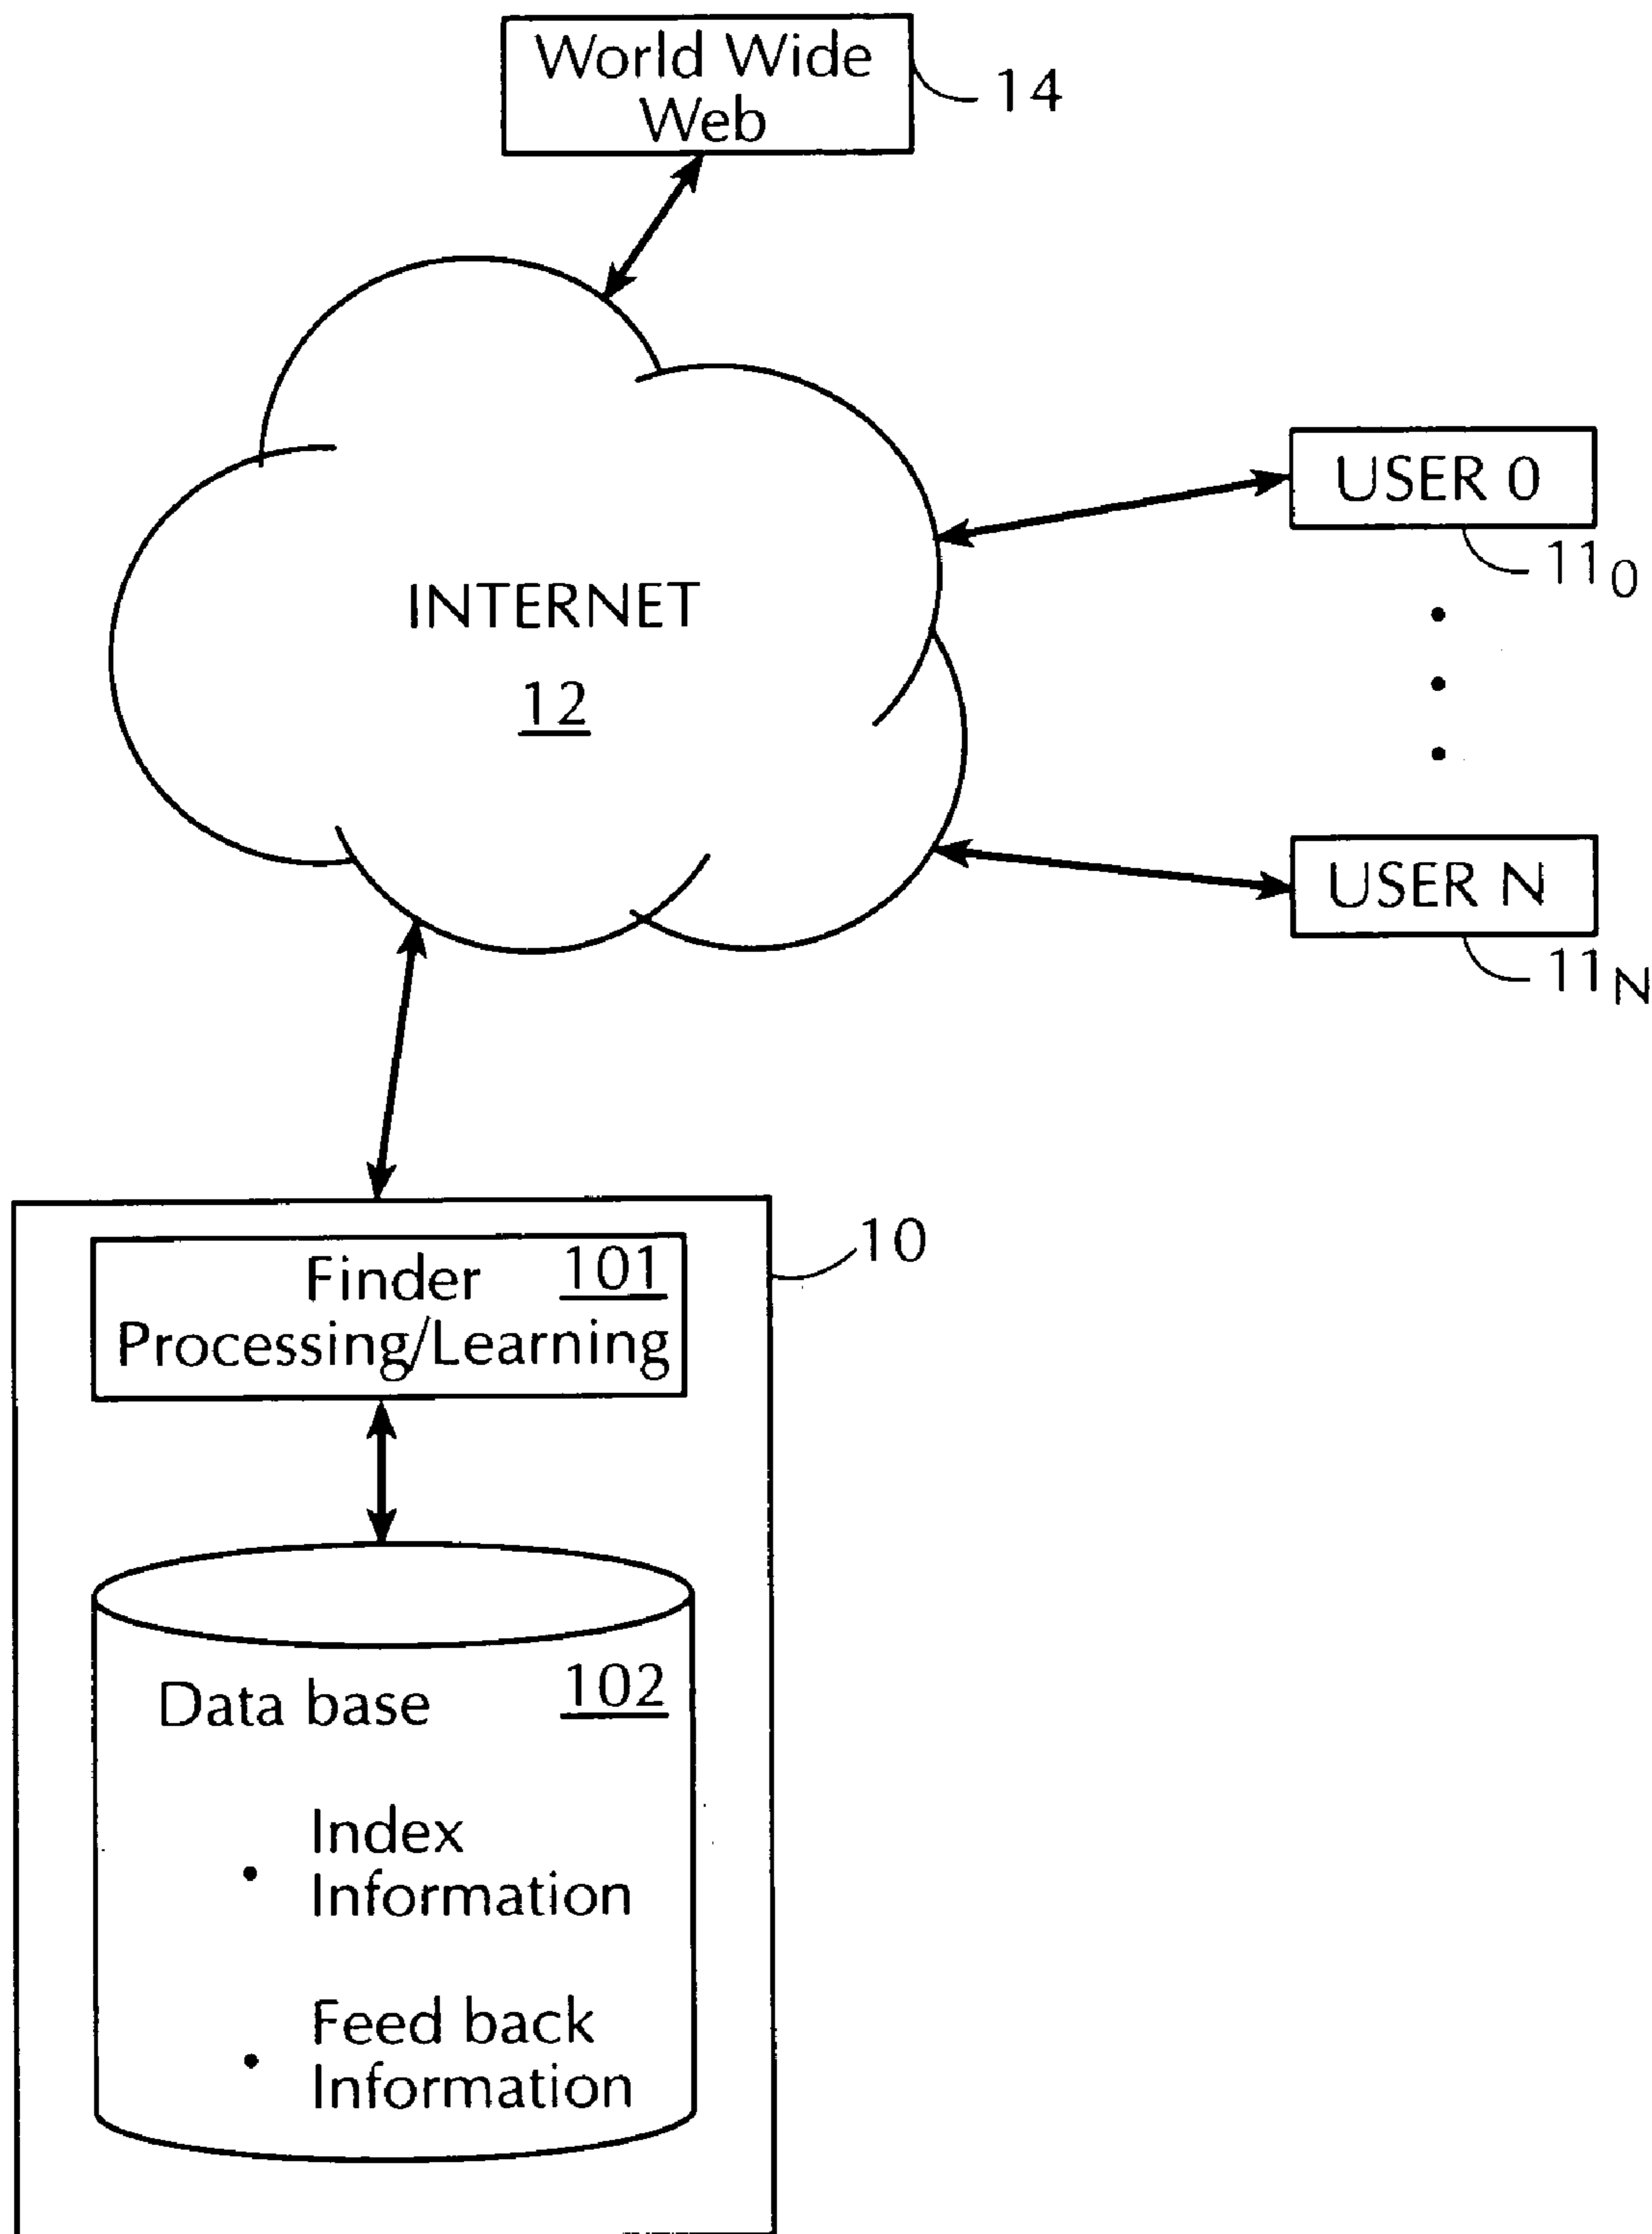 World Wide
Web
14
USER 0
11₀
INTERNET
12
USER N
11ₙ
10
101
Finder
Processing/Learning
Data base
102
Index
• Information
Feed back
• Information